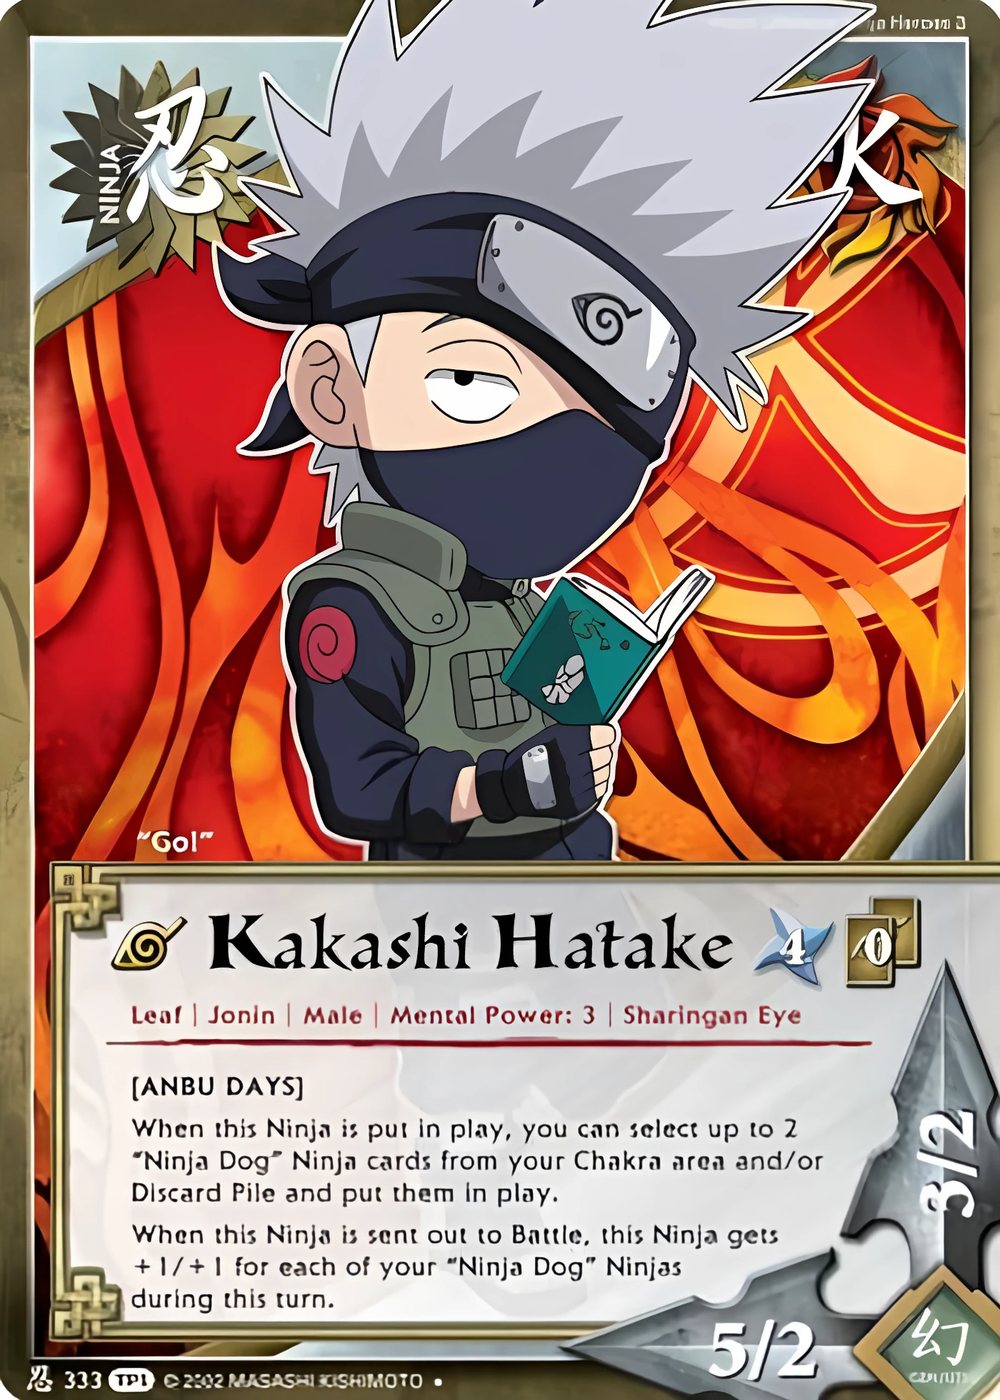 忍
NINJA
K
"Go!"
Kakashi Hatake
4
0
Leaf | Jonin | Male | Mental Power: 3 | Sharingan Eye
[ANBU DAYS]
When this Ninja is put in play, you can select up to 2
"Ninja Dog" Ninja cards from your Chakra area and/or
Discard Pile and put them in play.
When this Ninja is sent out to Battle, this Ninja gets
+1/+1 for each of your "Ninja Dog" Ninjas
during this turn.
3/2
5/2
幻
忍 333 TP1 © 2002 MASASHI KISHIMOTO